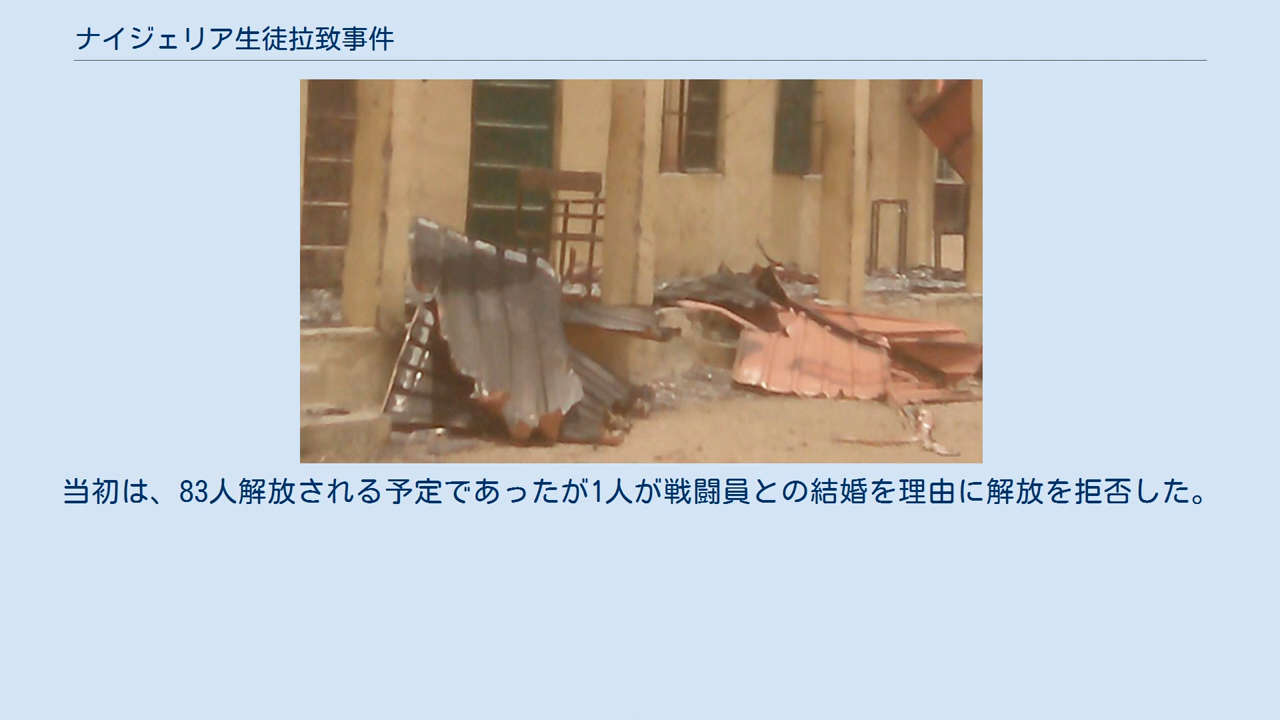 ナイジェリア生徒拉致事件
当初は、83人解放される予定であったが1人が戦闘員との結婚を理由に解放を拒否した。